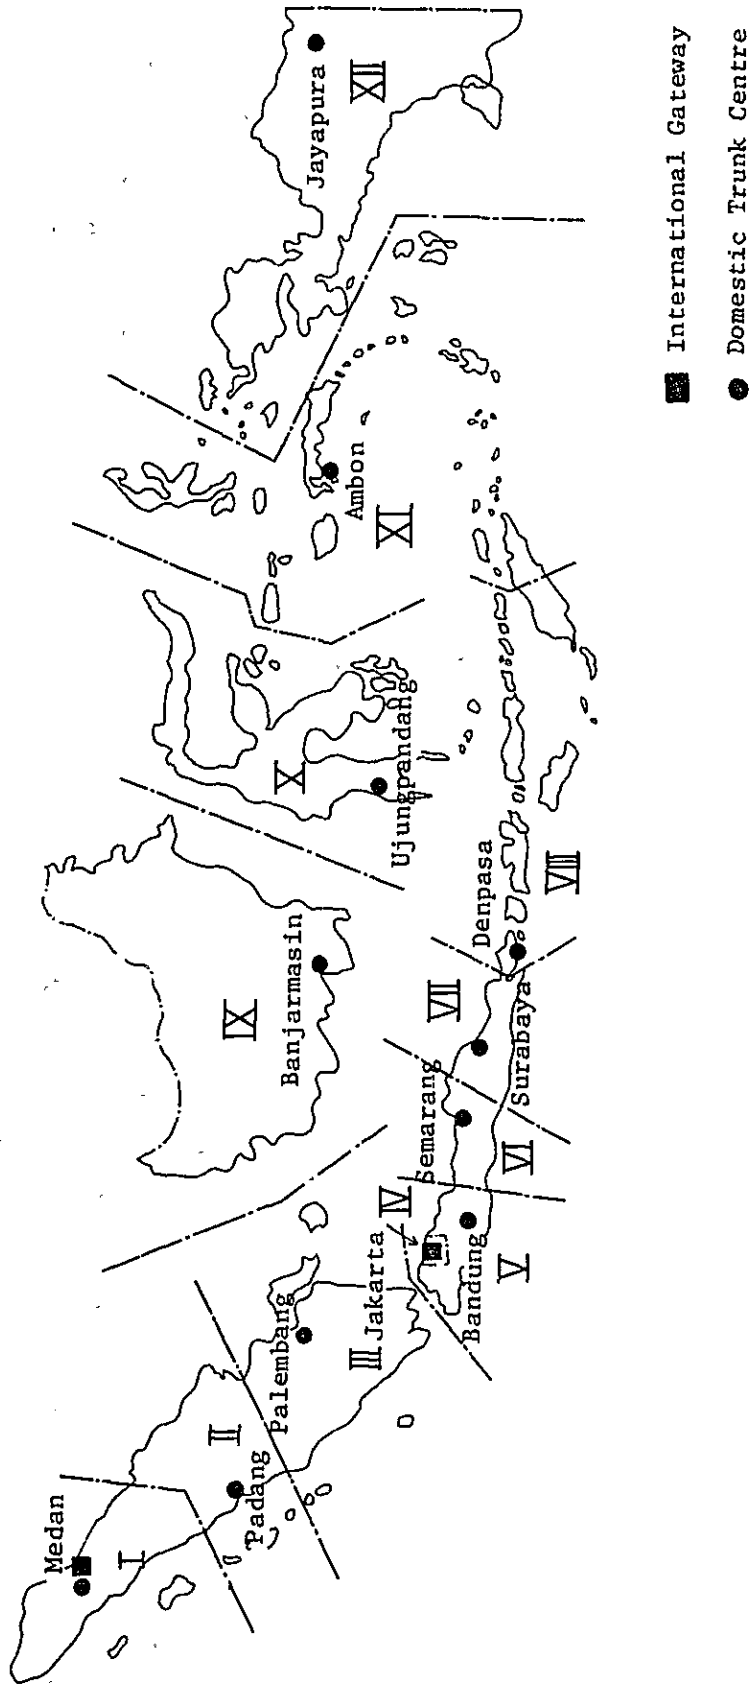 Medan
I
Padang
II
Palembang
III
Jakarta
IV
Bandung
V
Semarang
VI
Surabaya
VII
Denpasa
VIII
Banjarmasin
IX
Ujungpandang
X
Ambon
XI
Jayapura
XII
International Gateway
Domestic Trunk Centre